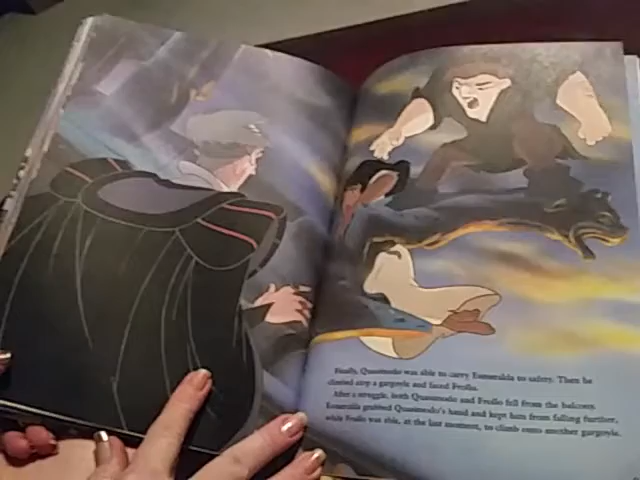 Finally, Quasimodo was able to carry Esmeralda to safety. Then he
climbed atop a gargoyle and faced Frollo.
After a struggle, both Quasimodo and Frollo fell from the balcony.
Esmeralda grabbed Quasimodo's hand and kept him from falling further,
while Frollo was able, at the last moment, to climb onto another gargoyle.